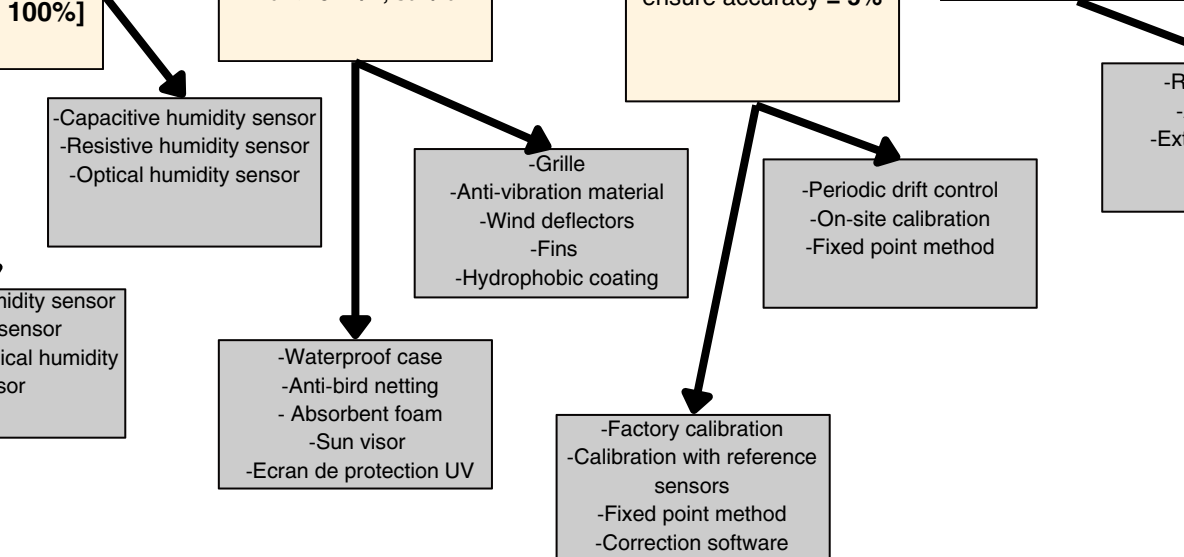 100%]
ensure accuracy = 5%
-Capacitive humidity sensor
-Resistive humidity sensor
-Optical humidity sensor
-Grille
-Anti-vibration material
-Wind deflectors
-Fins
-Hydrophobic coating
-Periodic drift control
-On-site calibration
-Fixed point method
-R
-Ext
sensor
sensor
humidity
-Waterproof case
-Anti-bird netting
- Absorbent foam
-Sun visor
-Ecran de protection UV
-Factory calibration
-Calibration with reference
sensors
-Fixed point method
-Correction software